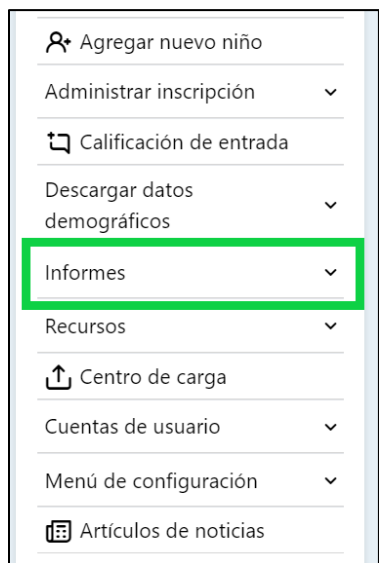 Agregar nuevo niño
Administrar inscripción
Calificación de entrada
Descargar datos
demográficos
Informes
Recursos
Centro de carga
Cuentas de usuario
Menú de configuración
Artículos de noticias